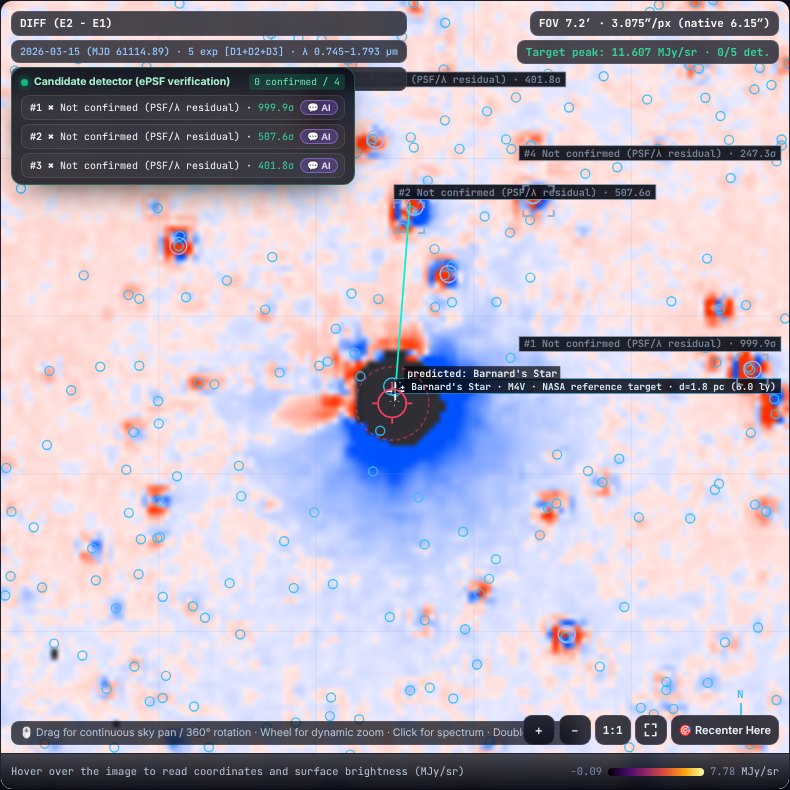 DIFF (E2 - E1)
FOV 7.2′ · 3.075″/px (native 6.15″)
2026-03-15 (MJD 61114.89) · 5 exp [D1+D2+D3] · λ 0.745–1.793 μm
Target peak: 11.607 MJy/sr · 0/5 det.
Candidate detector (ePSF verification)
0 confirmed / 4
(PSF/λ residual) · 401.8σ
#1 ✖ Not confirmed (PSF/λ residual) · 999.9σ
💬 AI
#2 ✖ Not confirmed (PSF/λ residual) · 507.6σ
💬 AI
#3 ✖ Not confirmed (PSF/λ residual) · 401.8σ
💬 AI
#4 Not confirmed (PSF/λ residual) · 247.3σ
#2 Not confirmed (PSF/λ residual) · 507.6σ
#1 Not confirmed (PSF/λ residual) · 999.9σ
predicted: Barnard's Star
Barnard's Star · M4V · NASA reference target · d=1.8 pc (6.0 ly)
N
🖱️ Drag for continuous sky pan / 360° rotation · Wheel for dynamic zoom · Click for spectrum ·
+
−
1:1
🎯 Recenter Here
Hover over the image to read coordinates and surface brightness (MJy/sr)
-0.09
7.78 MJy/sr